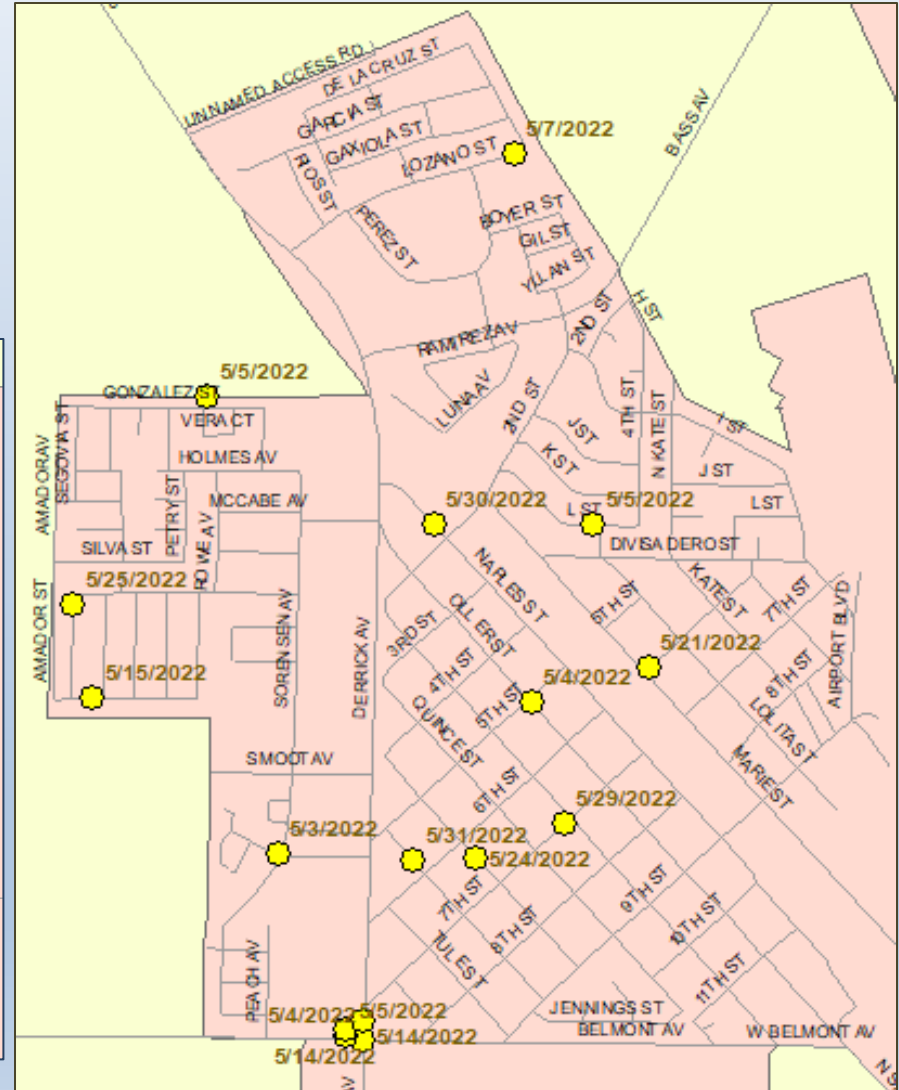 UNNAMED ACCESS RD
DE LA CRUZ ST
GARCIA ST
GAXIOLA ST
LOZANO ST
RIOS ST
5/7/2022
BASS AV
PEREZ ST
BOYER ST
GIL ST
YLLAN ST
H ST
2ND ST
RAMIREZ AV
LUNA AV
5/5/2022
GONZALEZ ST
VERA CT
HOLMES AV
MCCABE AV
AMADOR AV
SEGOVIA ST
PETRY ST
ROWE AV
SILVA ST
2ND ST
J ST
K ST
4TH ST
N KATE ST
I ST
J ST
L ST
5/30/2022
5/5/2022
L ST
DIVISADERO ST
5/25/2022
AMADOR ST
5/15/2022
SORENSEN AV
DERRICK AV
NAPLES ST
OLLER ST
3RD ST
4TH ST
5TH ST
5TH ST
KATE ST
7TH ST
8TH ST
AIRPORT BLVD
5/21/2022
5/4/2022
QUINCE ST
LOLITA ST
MARIE ST
SMOOT AV
6TH ST
5/29/2022
5/3/2022
5/31/2022
5/24/2022
7TH ST
8TH ST
9TH ST
10TH ST
11TH ST
TULE ST
PEACH AV
5/4/2022
5/5/2022
5/14/2022
5/14/2022
JENNINGS ST
BELMONT AV
W BELMONT AV
AV
N S